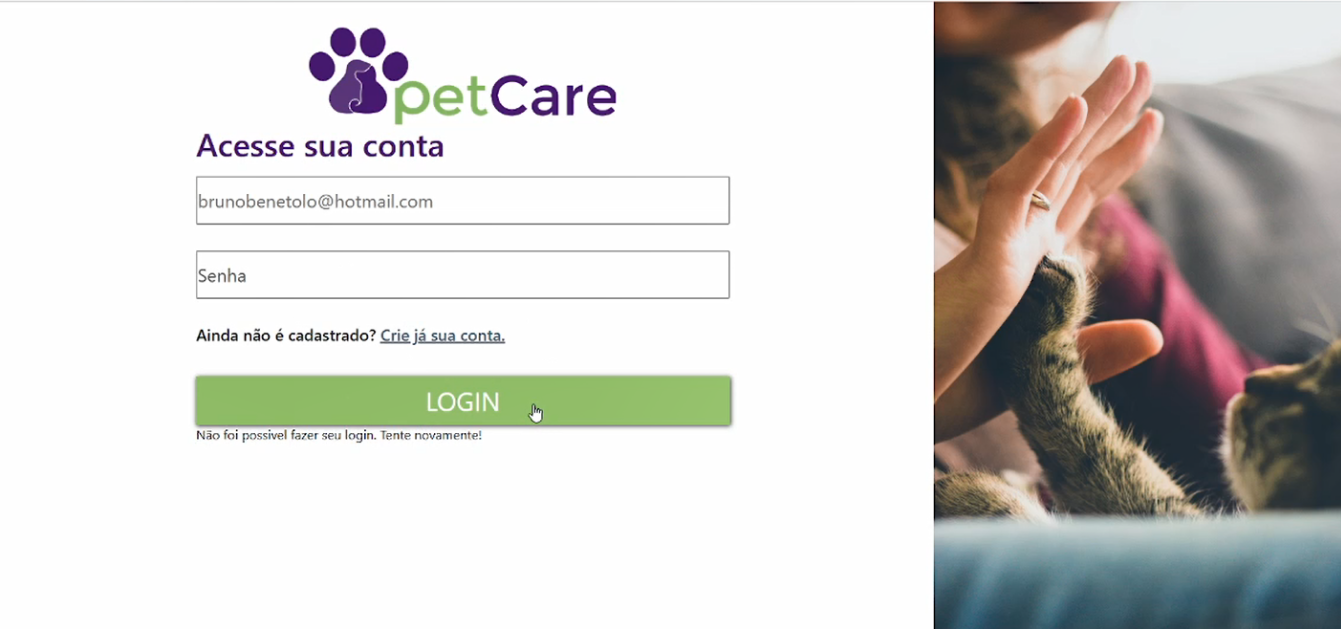 petCare
Acesse sua conta
brunobenetolo@hotmail.com
Senha
Ainda não é cadastrado? Crie já sua conta.
LOGIN
Não foi possivel fazer seu login. Tente novamente!